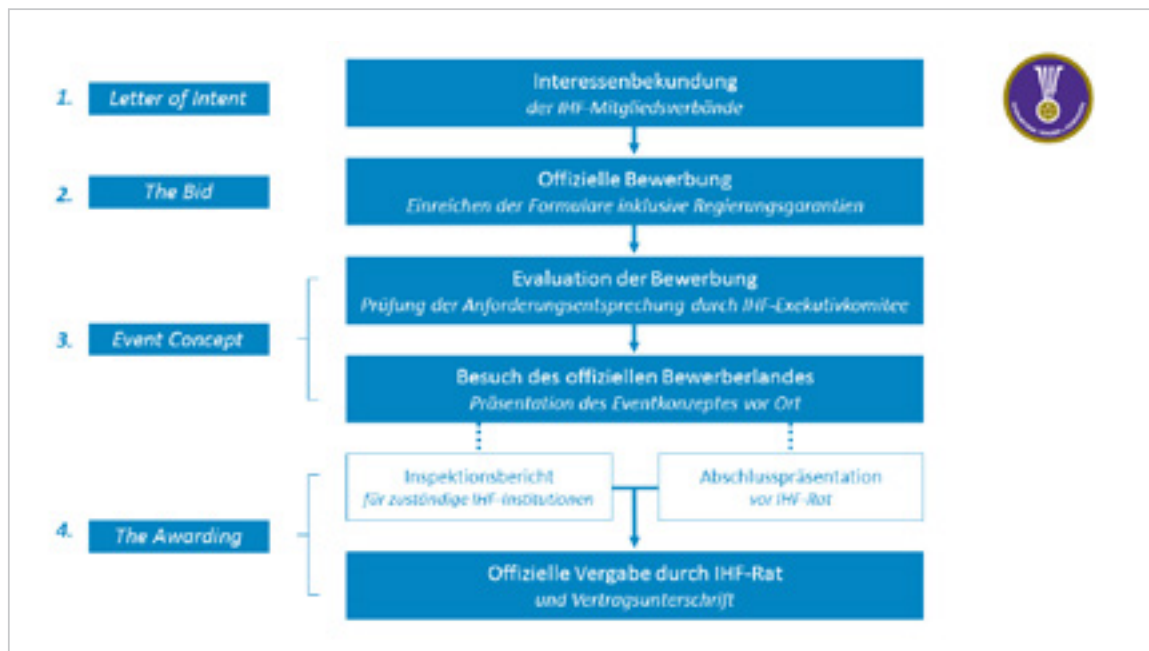 1. Letter of Intent
Interessenbekundung
der IHF-Mitgliedsverbände
2. The Bid
Offizielle Bewerbung
Einreichen der Formulare inklusive Regierungsgarantien
3. Event Concept
Evaluation der Bewerbung
Prüfung der Anforderungsentsprechung durch IHF-Exekutivkomitee
Besuch des offiziellen Bewerberlandes
Präsentation des Eventkonzeptes vor Ort
4. The Awarding
Inspektionsbericht
für zuständige IHF-Institutionen
Abschlusspräsentation
vor IHF-Rat
Offizielle Vergabe durch IHF-Rat
und Vertragsunterschrift